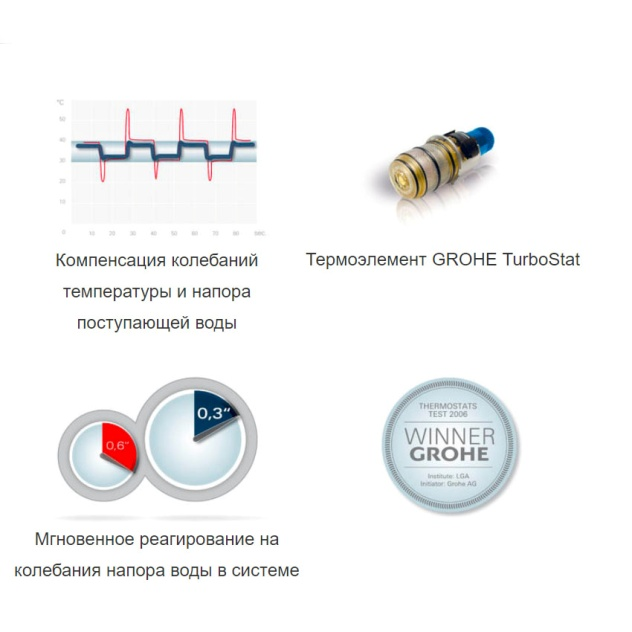 °C
50
40
30
20
10
0
10 20 30 40 50 60 70 80 sec.
Компенсация колебаний
температуры и напора
поступающей воды
Термоэлемент GROHE TurboStat
0,6“
0,3“
Мгновенное реагирование на
колебания напора воды в системе
THERMOSTATS
TEST 2006
WINNER
GROHE
Institute: LGA
Initiator: Grohe AG